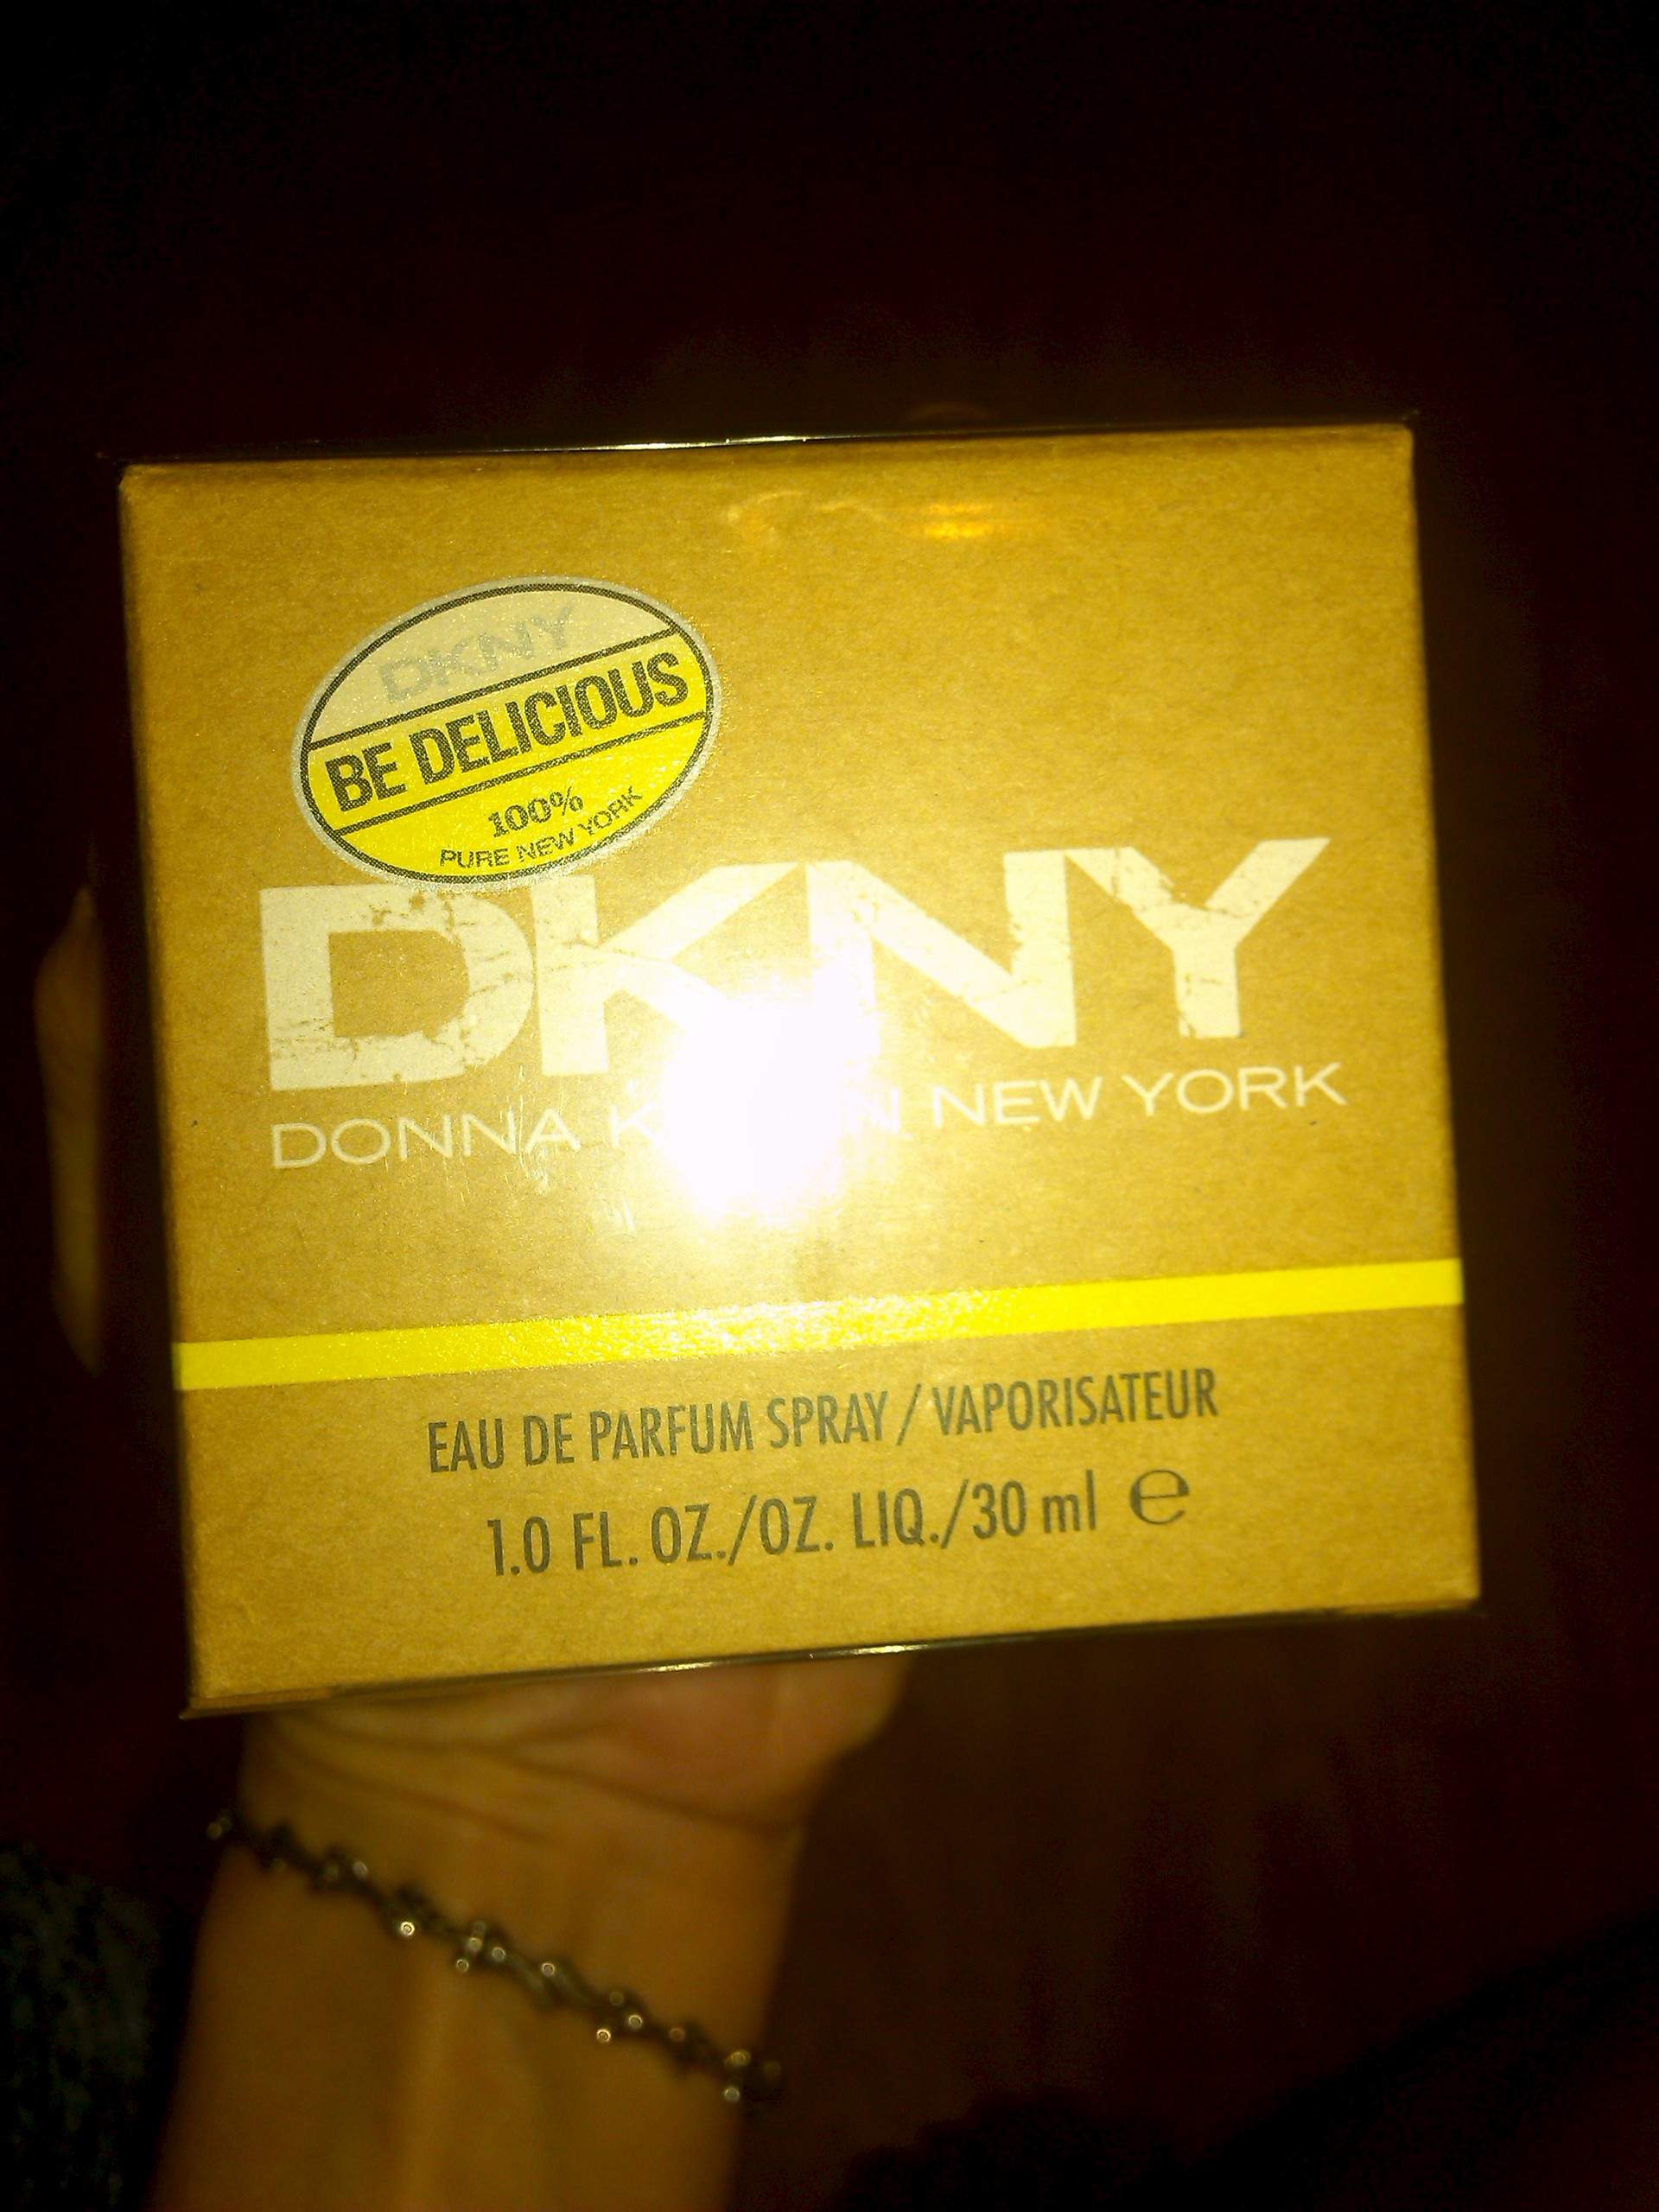 DKNY
BE DELICIOUS
100%
PURE NEW YORK
DKNY
DONNA NEW YORK
EAU DE PARFUM SPRAY / VAPORISATEUR
1.0 FL. OZ./OZ. LIQ./30 ml e